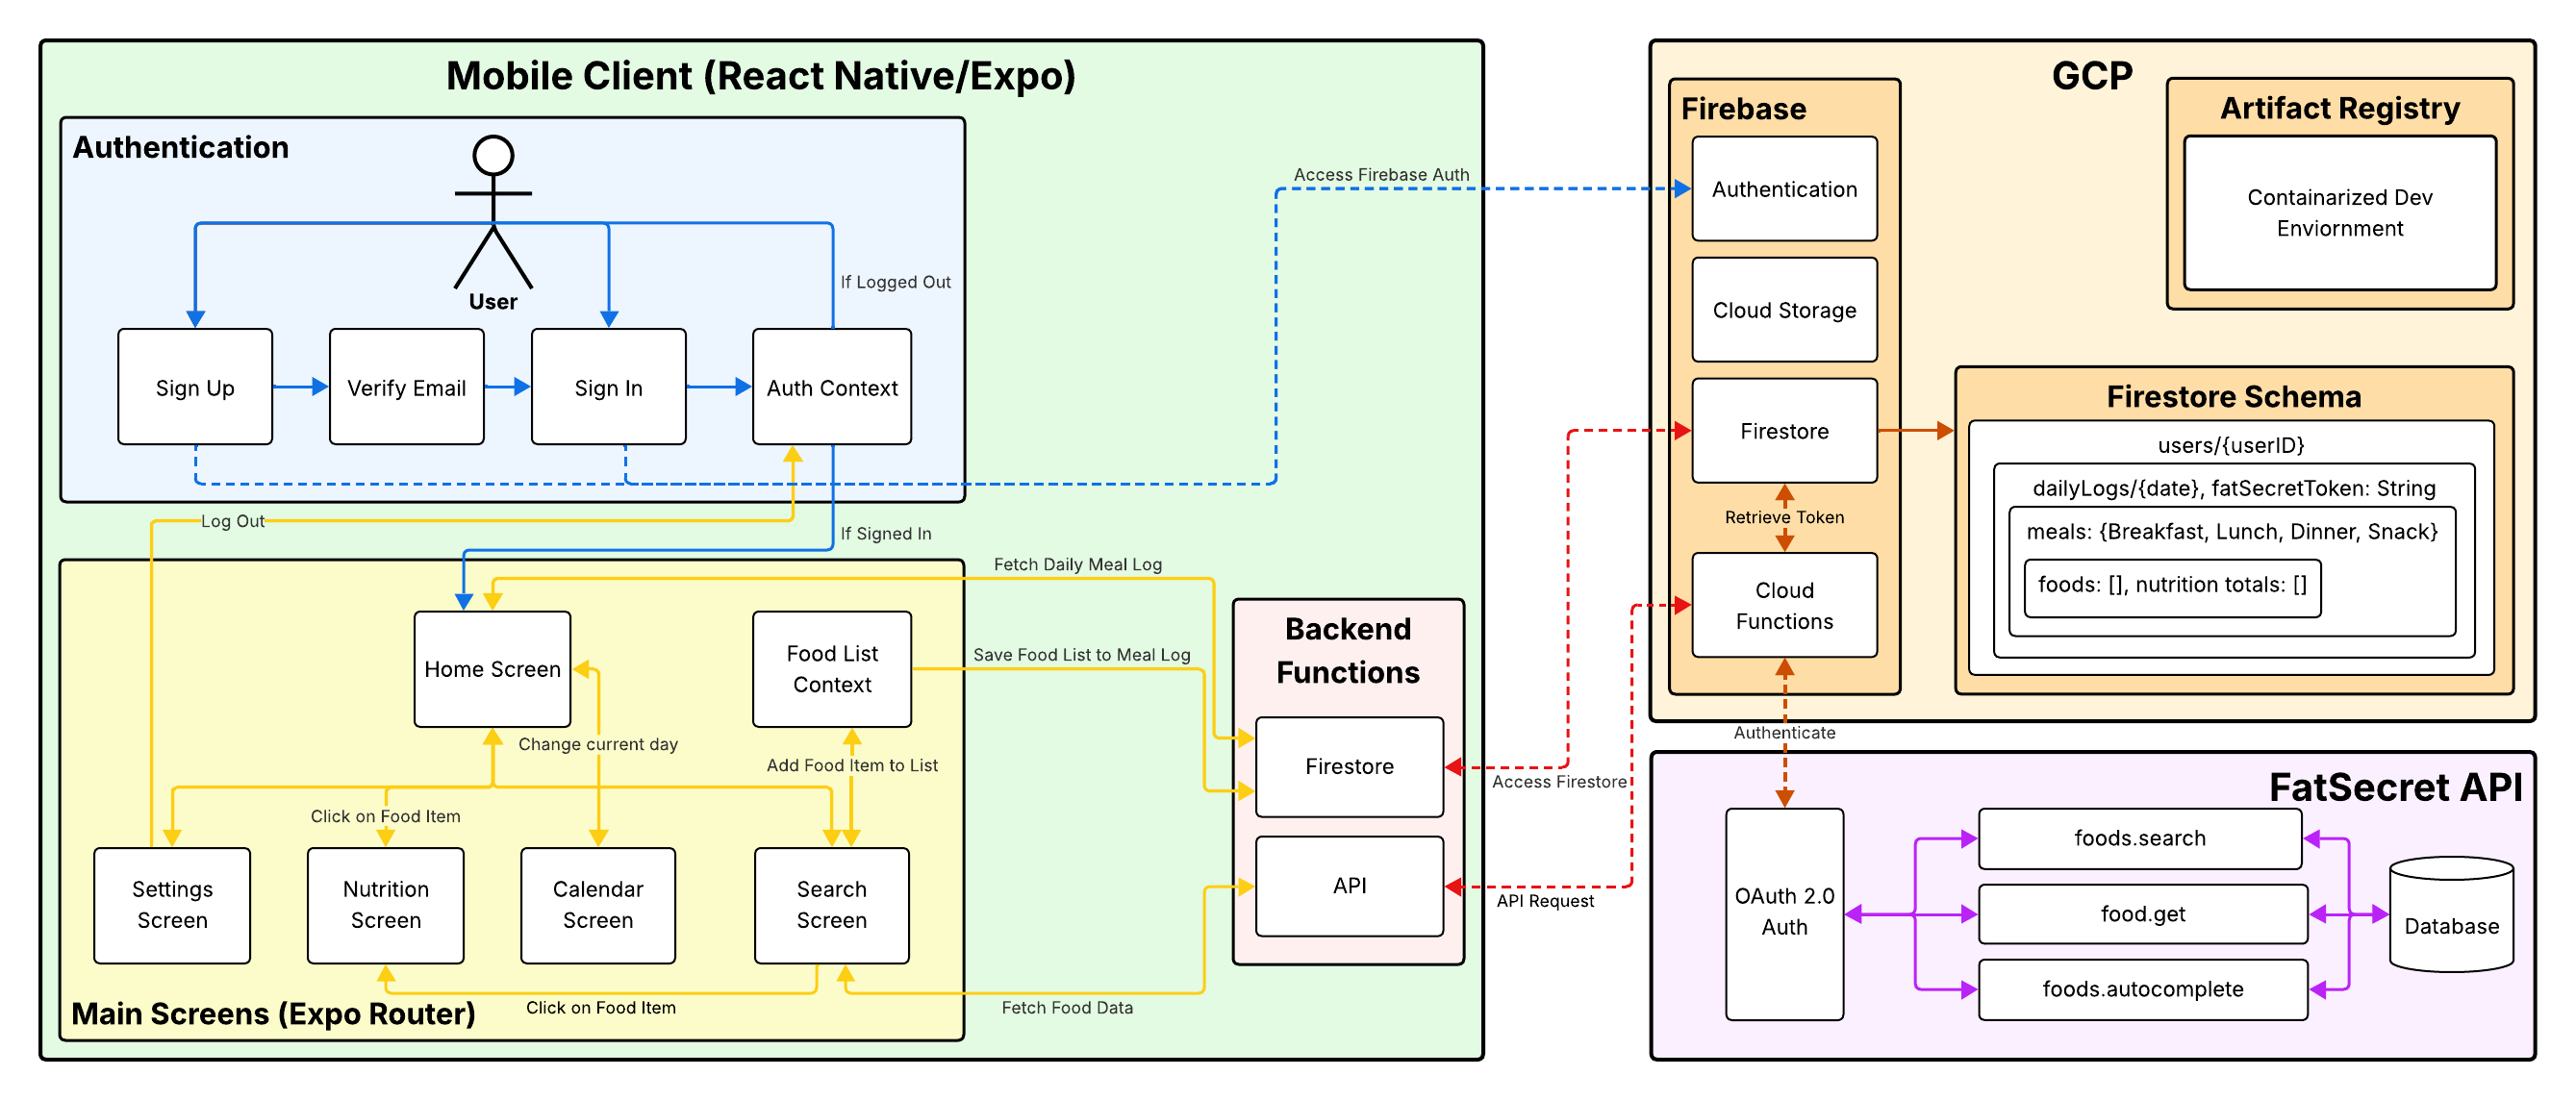 Mobile Client (React Native/Expo)
Authentication
User
If Logged Out
Sign Up
Verify Email
Sign In
Auth Context
Log Out
If Signed In
Access Firebase Auth
Fetch Daily Meal Log
Home Screen
Food List
Context
Save Food List to Meal Log
Change current day
Add Food Item to List
Click on Food Item
Settings
Screen
Nutrition
Screen
Calendar
Screen
Search
Screen
Main Screens (Expo Router)
Click on Food Item
Fetch Food Data
Backend
Functions
Firestore
API
Access Firestore
API Request
GCP
Firebase
Authentication
Cloud Storage
Firestore
Retrieve Token
Cloud
Functions
Authenticate
Artifact Registry
Containarized Dev
Enviornment
Firestore Schema
users/{userID}
dailyLogs/{date}, fatSecretToken: String
meals: {Breakfast, Lunch, Dinner, Snack}
foods: [], nutrition totals: []
FatSecret API
OAuth 2.0
Auth
foods.search
food.get
foods.autocomplete
Database